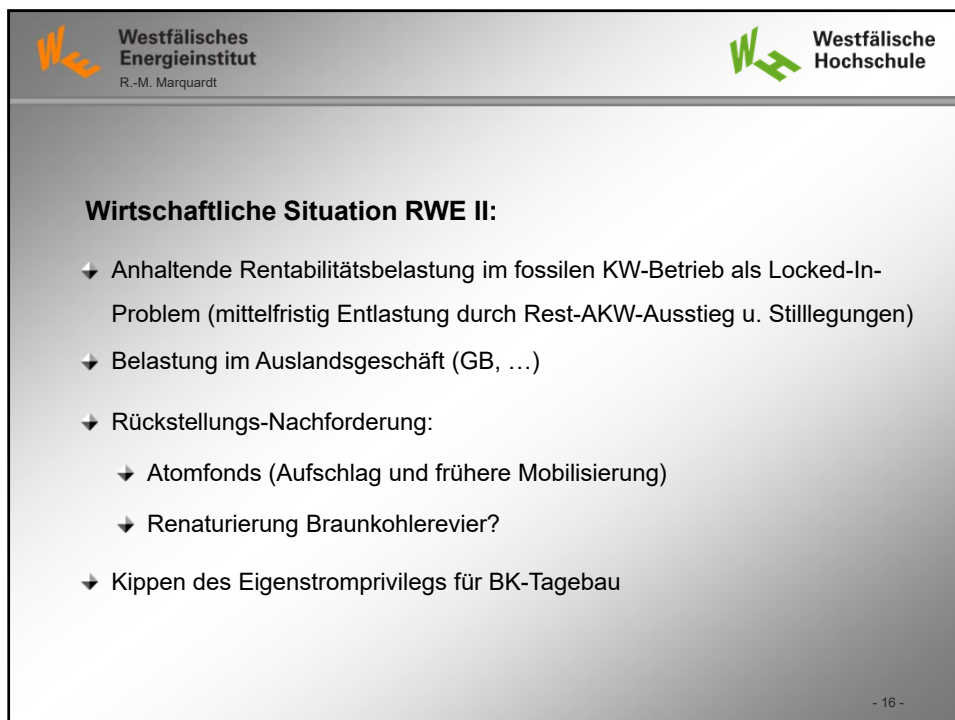 Westfälisches
Energieinstitut
R.-M. Marquardt
Westfälische
Hochschule
Wirtschaftliche Situation RWE II:
Anhaltende Rentabilitätsbelastung im fossilen KW-Betrieb als Locked-In-
Problem (mittelfristig Entlastung durch Rest-AKW-Ausstieg u. Stilllegungen)
Belastung im Auslandsgeschäft (GB, …)
Rückstellungs-Nachforderung:
Atomfonds (Aufschlag und frühere Mobilisierung)
Renaturierung Braunkohlerevier?
Kippen des Eigenstromprivilegs für BK-Tagebau
- 16 -